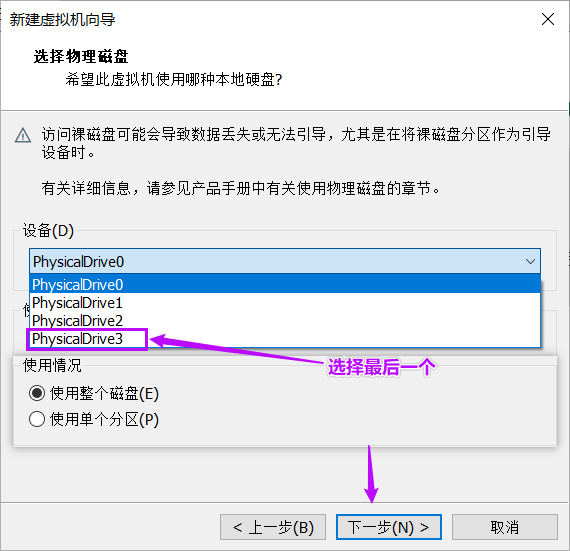 新建虚拟机向导
选择物理磁盘
希望此虚拟机使用哪种本地硬盘?
访问裸磁盘可能会导致数据丢失或无法引导，尤其是在将裸磁盘分区作为引导
设备时。
有关详细信息，请参见产品手册中有关使用物理磁盘的章节。
设备(D)
PhysicalDrive0
PhysicalDrive0
PhysicalDrive1
PhysicalDrive2
PhysicalDrive3
选择最后一个
使用情况
使用整个磁盘(E)
使用单个分区(P)
< 上一步(B)
下一步(N) >
取消